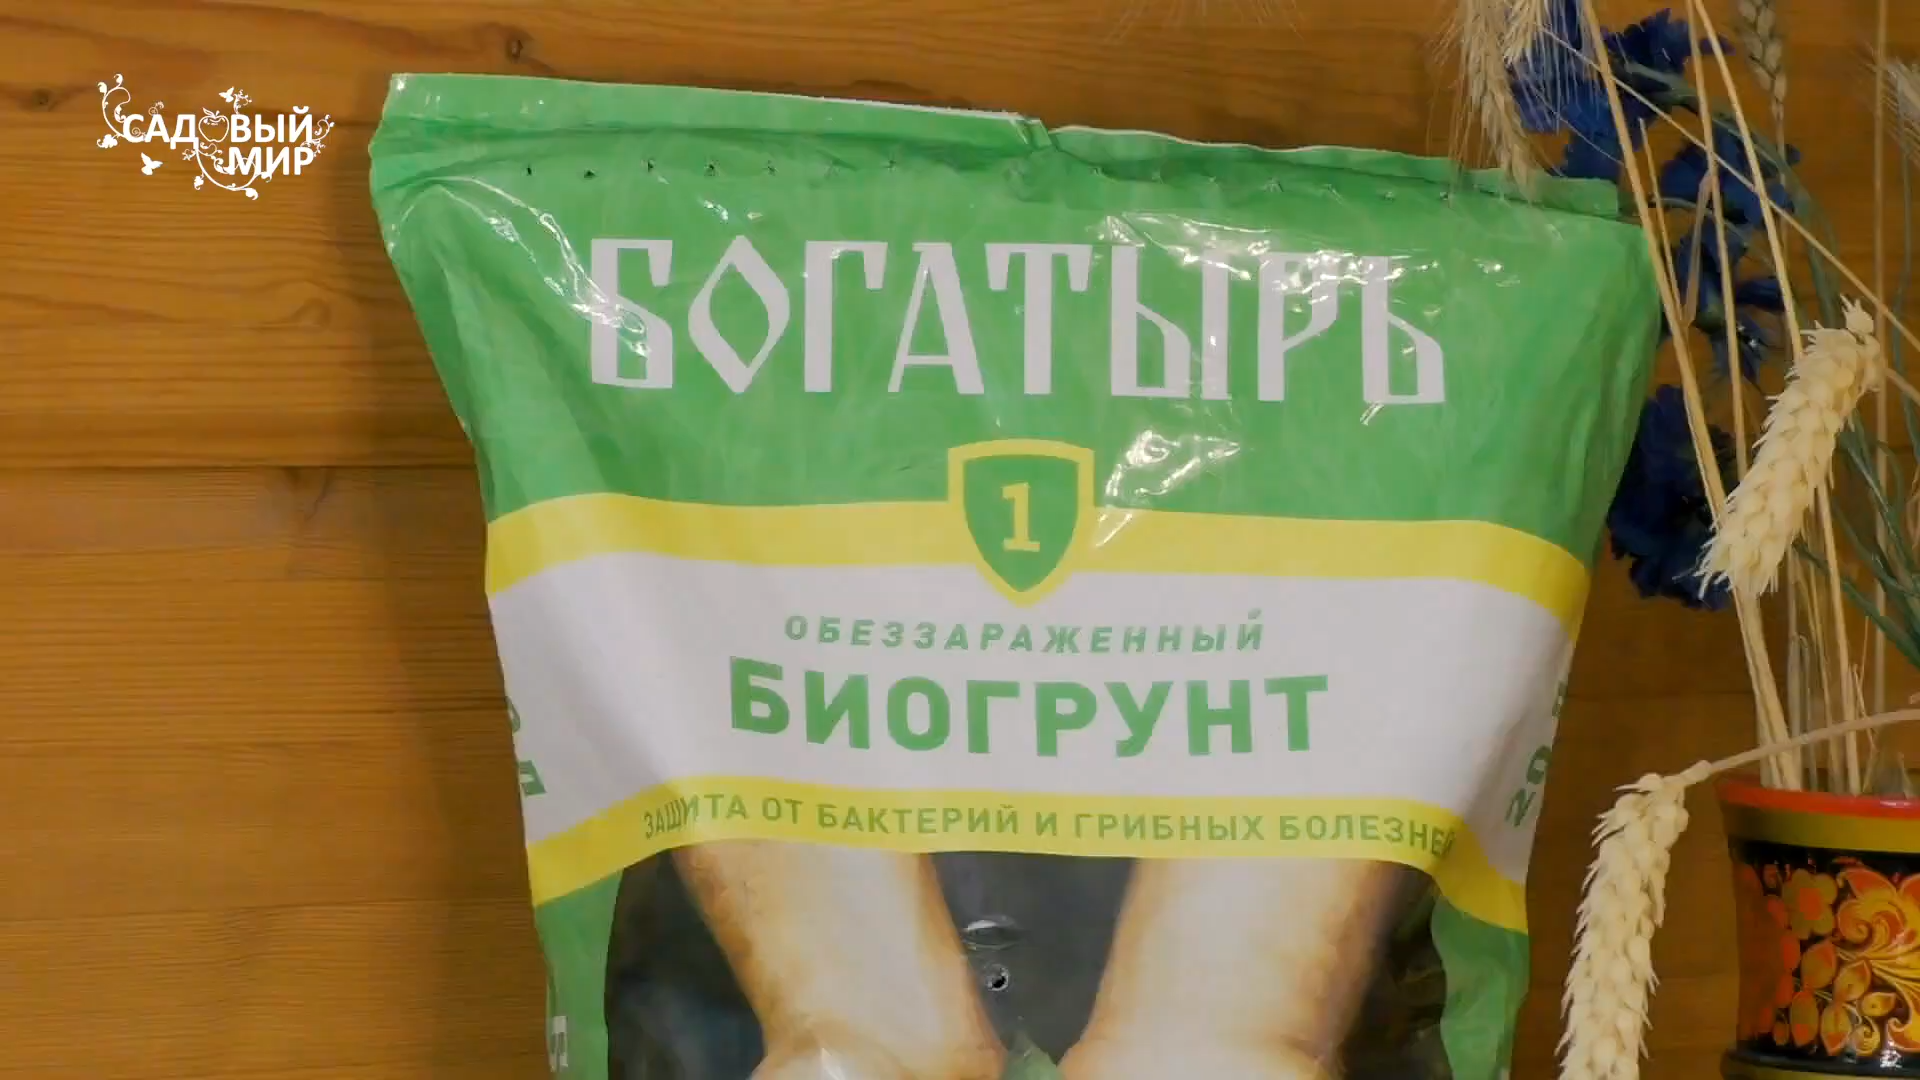 САДОВЫЙ
МИР
БОГАТЫРЬ
1
ОБЕЗЗАРАЖЕННЫЙ
БИОГРУНТ
ЗАЩИТА ОТ БАКТЕРИЙ И ГРИБНЫХ БОЛЕЗНЕЙ